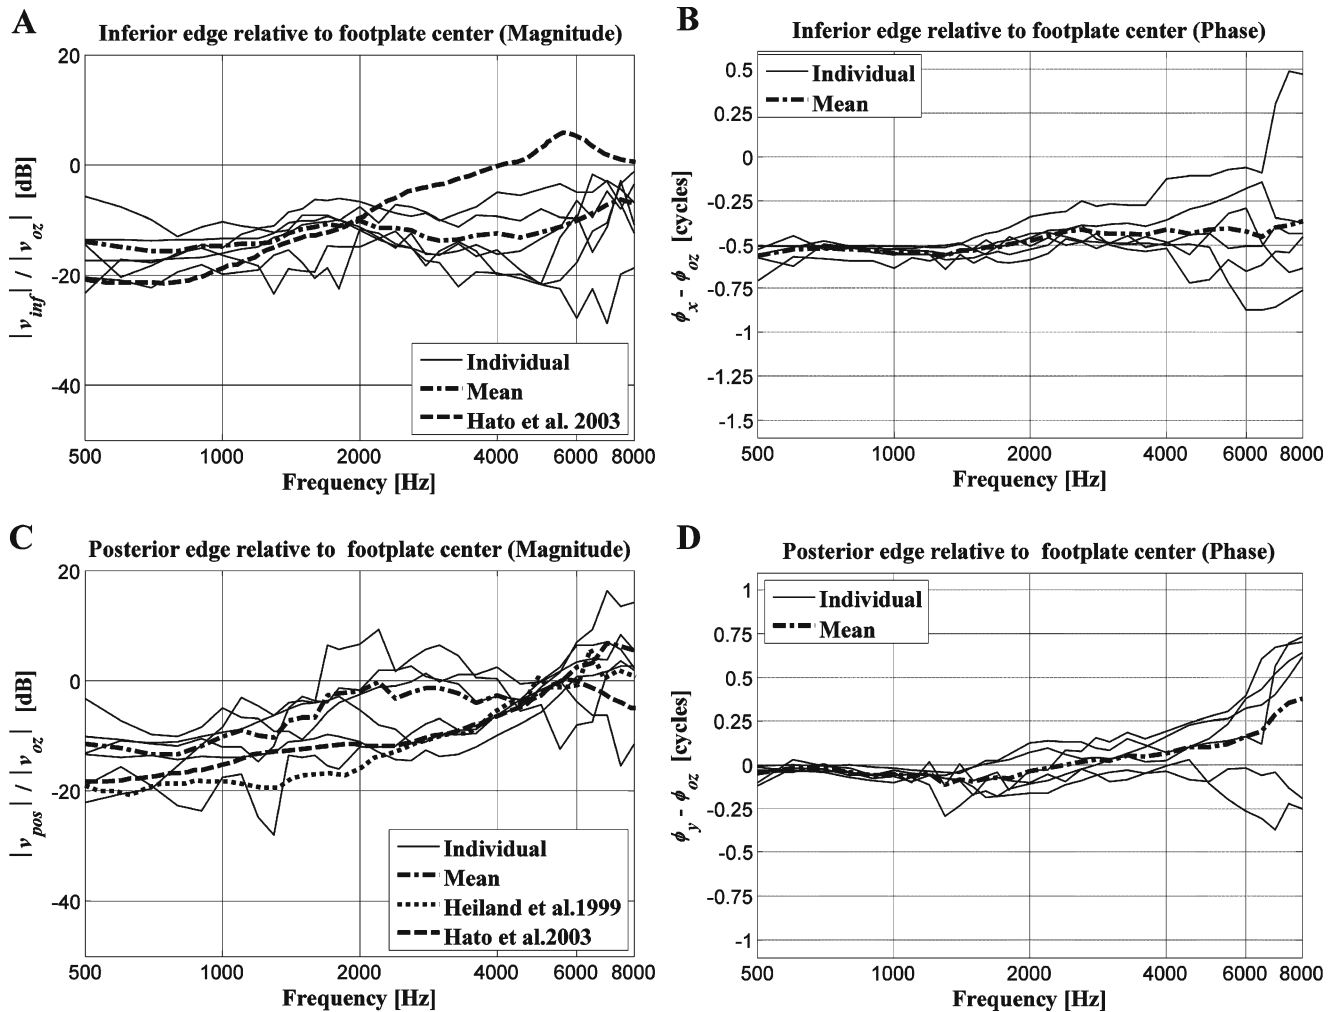 A
Inferior edge relative to footplate center (Magnitude)
20
0
-20
-40
|v_inf| / |v_oz| [dB]
500 1000 2000 4000 6000 8000
Frequency [Hz]
Individual
Mean
Hato et al. 2003
B
Inferior edge relative to footplate center (Phase)
0.5
0.25
0
-0.25
-0.5
-0.75
-1
-1.25
-1.5
ϕ_x - ϕ_oz [cycles]
500 1000 2000 4000 6000 8000
Frequency [Hz]
Individual
Mean
C
Posterior edge relative to footplate center (Magnitude)
20
0
-20
-40
|v_pos| / |v_oz| [dB]
500 1000 2000 4000 6000 8000
Frequency [Hz]
Individual
Mean
Heiland et al.1999
Hato et al.2003
D
Posterior edge relative to footplate center (Phase)
1
0.75
0.5
0.25
0
-0.25
-0.5
-0.75
-1
ϕ_y - ϕ_oz [cycles]
500 1000 2000 4000 6000 8000
Frequency [Hz]
Individual
Mean